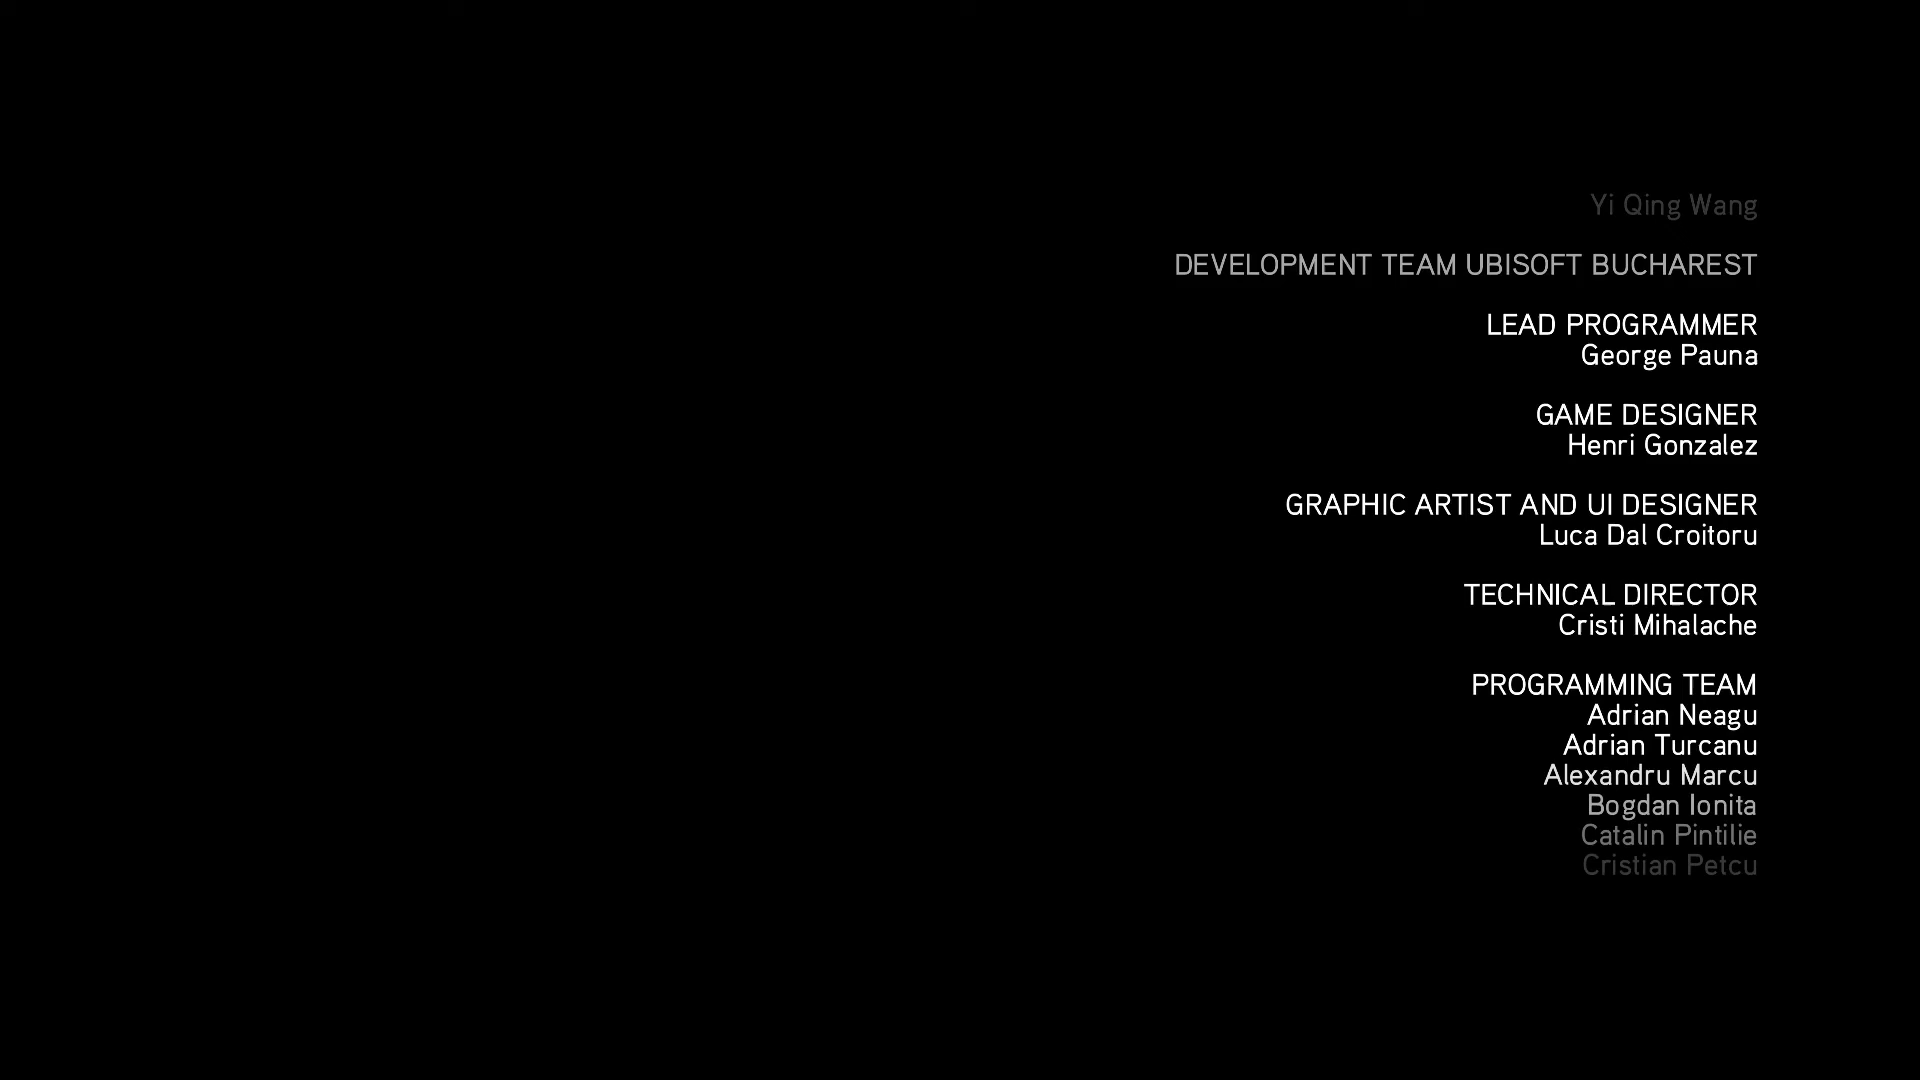 Yi Qing Wang
DEVELOPMENT TEAM UBISOFT BUCHAREST
LEAD PROGRAMMER
George Pauna
GAME DESIGNER
Henri Gonzalez
GRAPHIC ARTIST AND UI DESIGNER
Luca Dal Croitoru
TECHNICAL DIRECTOR
Cristi Mihalache
PROGRAMMING TEAM
Adrian Neagu
Adrian Turcanu
Alexandru Marcu
Bogdan Ionita
Catalin Pintilie
Cristian Petcu